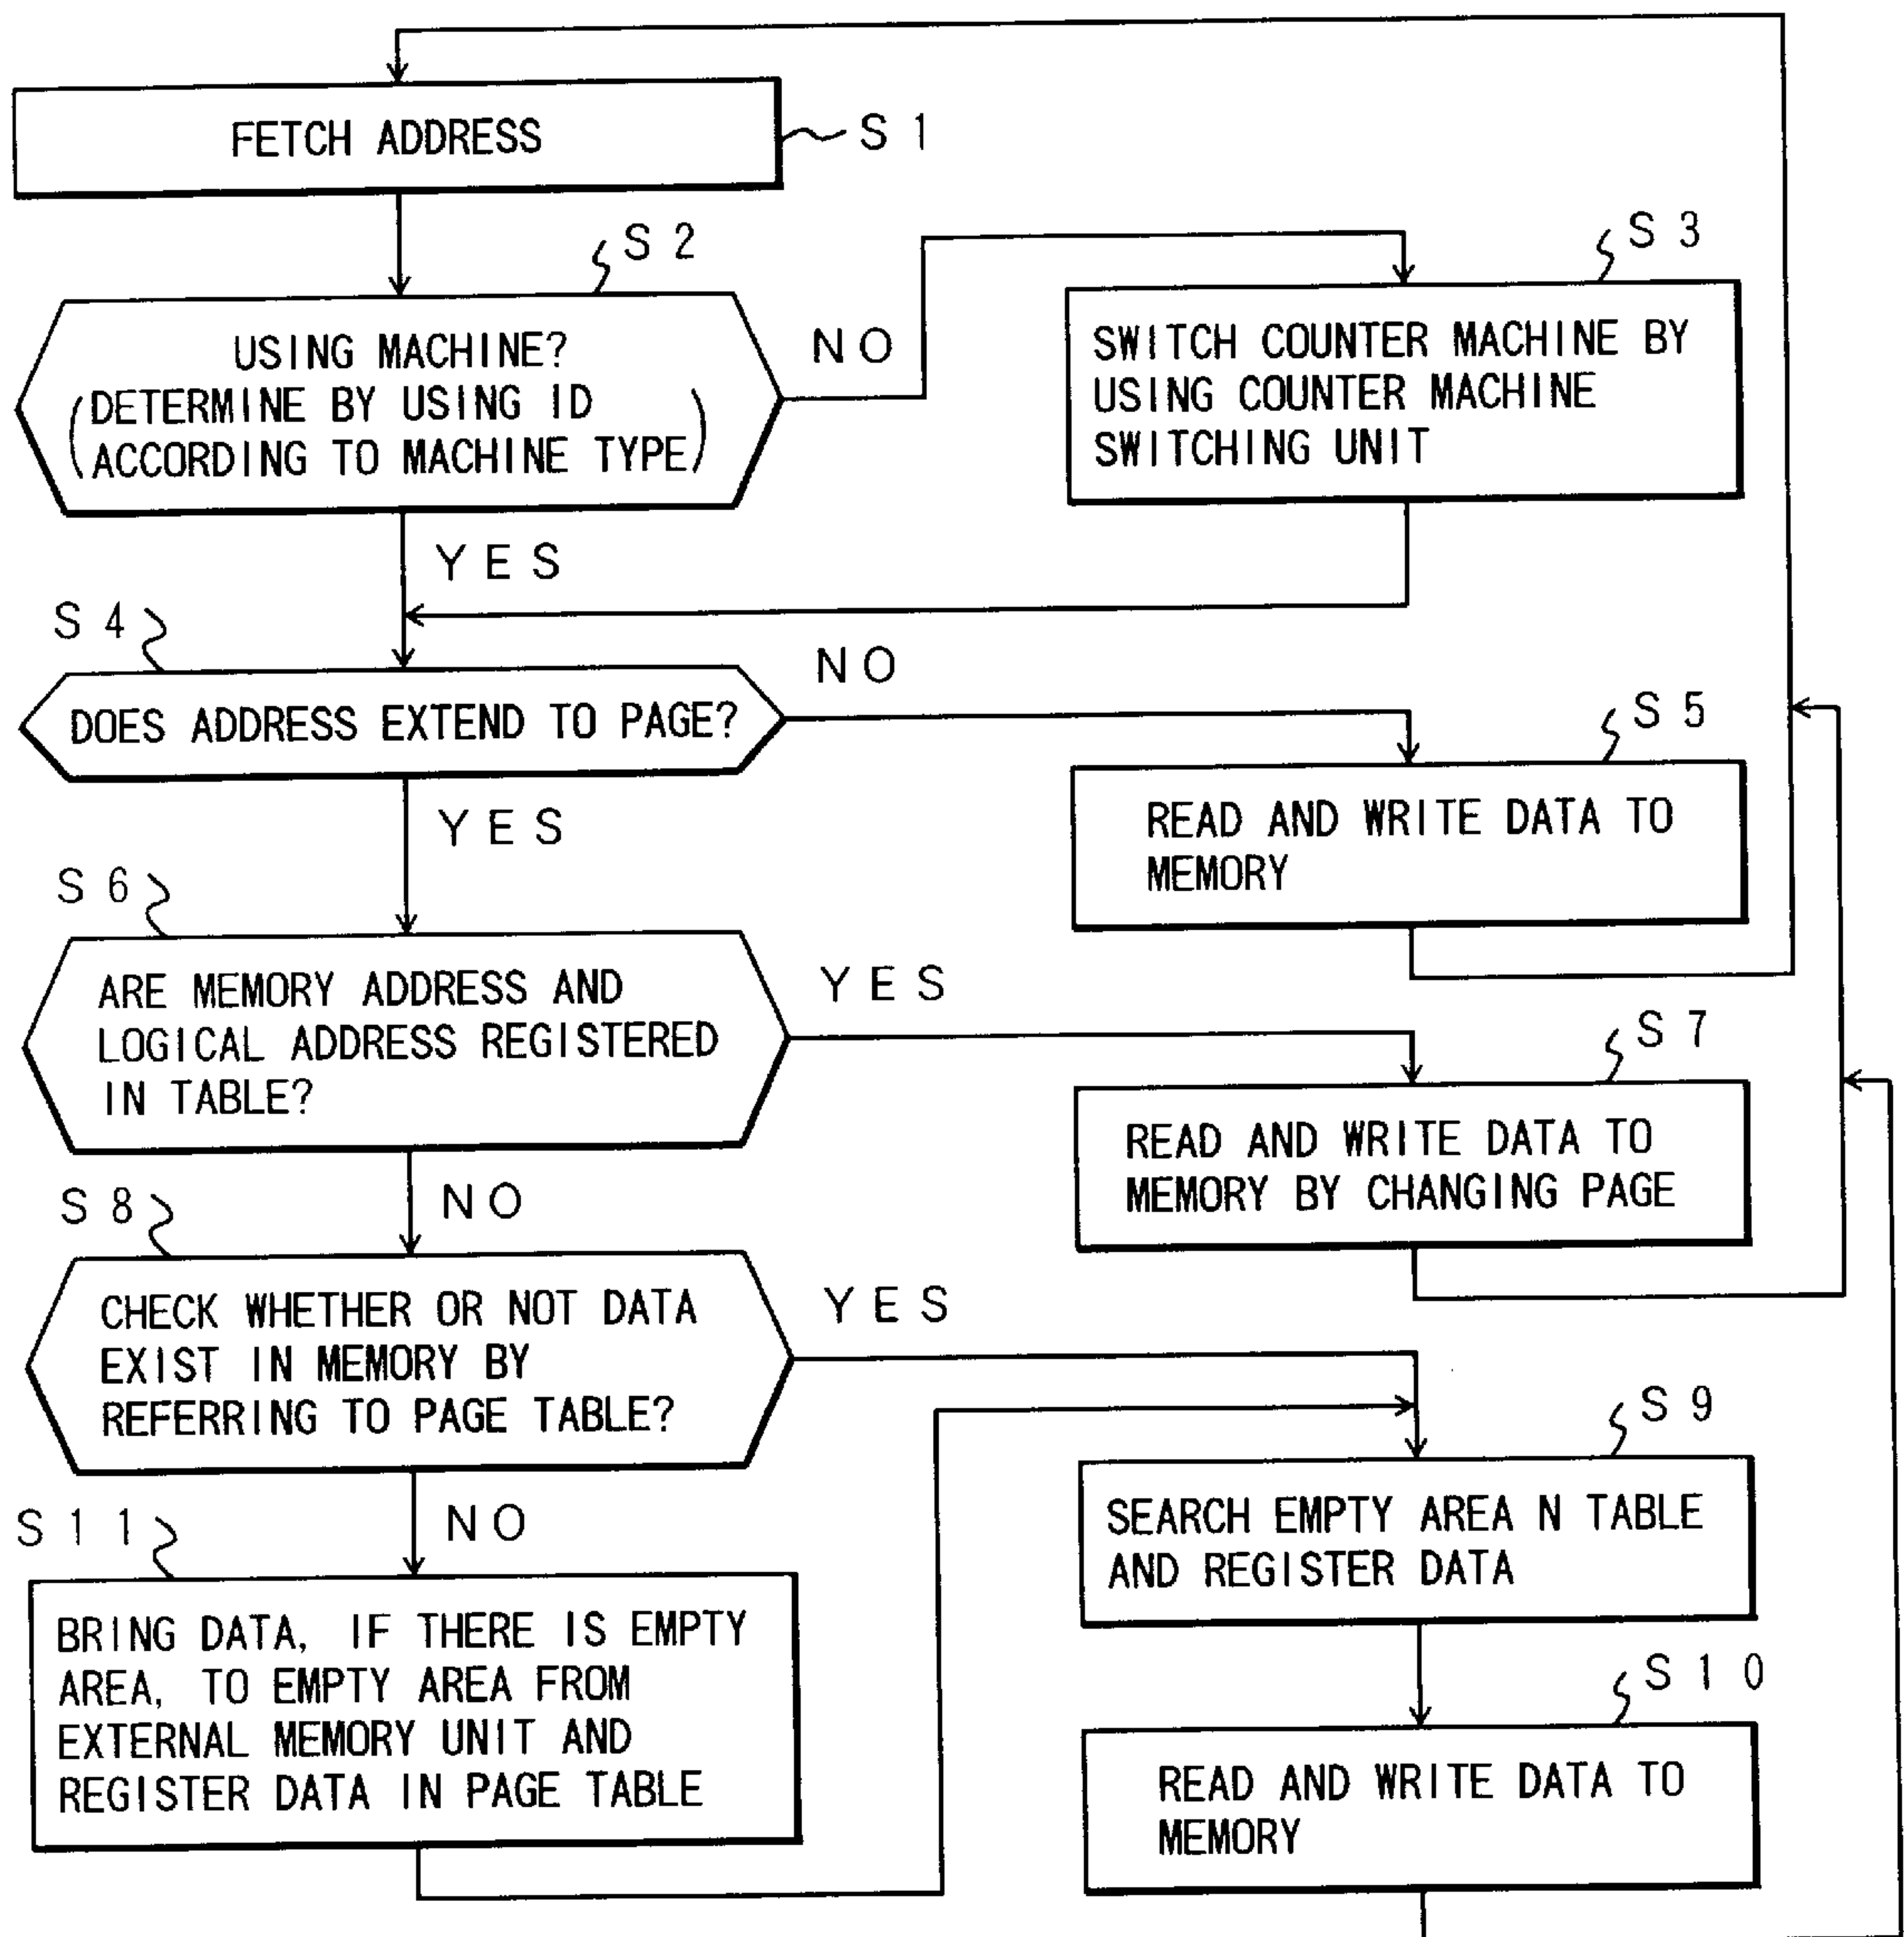 FETCH ADDRESS
S 1
S 2
USING MACHINE?
(DETERMINE BY USING ID
ACCORDING TO MACHINE TYPE)
NO
YES
S 3
SWITCH COUNTER MACHINE BY
USING COUNTER MACHINE
SWITCHING UNIT
S 4
DOES ADDRESS EXTEND TO PAGE?
NO
YES
S 5
READ AND WRITE DATA TO
MEMORY
S 6
ARE MEMORY ADDRESS AND
LOGICAL ADDRESS REGISTERED
IN TABLE?
YES
NO
S 7
READ AND WRITE DATA TO
MEMORY BY CHANGING PAGE
S 8
CHECK WHETHER OR NOT DATA
EXIST IN MEMORY BY
REFERRING TO PAGE TABLE?
YES
NO
S 9
SEARCH EMPTY AREA N TABLE
AND REGISTER DATA
S 10
READ AND WRITE DATA TO
MEMORY
S 11
BRING DATA, IF THERE IS EMPTY
AREA, TO EMPTY AREA FROM
EXTERNAL MEMORY UNIT AND
REGISTER DATA IN PAGE TABLE